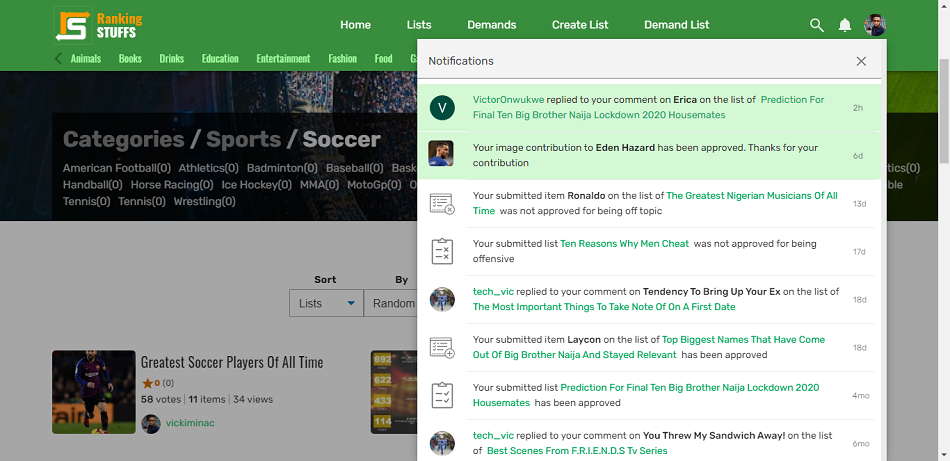 Ranking
STUFFS
Home Lists Demands Create List Demand List
Animals Books Drinks Education Entertainment Fashion Food
Notifications
VictorOnwukwe replied to your comment on Erica on the list of Prediction For
Final Ten Big Brother Naija Lockdown 2020 Housemates
2h
V
Your image contribution to Eden Hazard has been approved. Thanks for your
contribution
6d
Your submitted item Ronaldo on the list of The Greatest Nigerian Musicians Of All
Time was not approved for being off topic
13d
Your submitted list Ten Reasons Why Men Cheat was not approved for being
offensive
17d
tech_vic replied to your comment on Tendency To Bring Up Your Ex on the list of
The Most Important Things To Take Note Of On A First Date
18d
Your submitted item Laycon on the list of Top Biggest Names That Have Come
Out Of Big Brother Naija And Stayed Relevant has been approved
18d
Your submitted list Prediction For Final Ten Big Brother Naija Lockdown 2020
Housemates has been approved
4mo
tech_vic replied to your comment on You Threw My Sandwich Away! on the list
of Best Scenes From F.R.I.E.N.D.S Tv Series
6mo
Categories / Sports / Soccer
American Football(0) Athletics(0) Badminton(0) Baseball(0)
Handball(0) Horse Racing(0) Ice Hockey(0) MMA(0) MotoGp(0)
Tennis(0) Tennis(0) Wrestling(0)
Sort By
Lists Random
Greatest Soccer Players Of All Time
0 (0)
58 votes | 11 items | 34 views
vickiminac
692
622
433
114